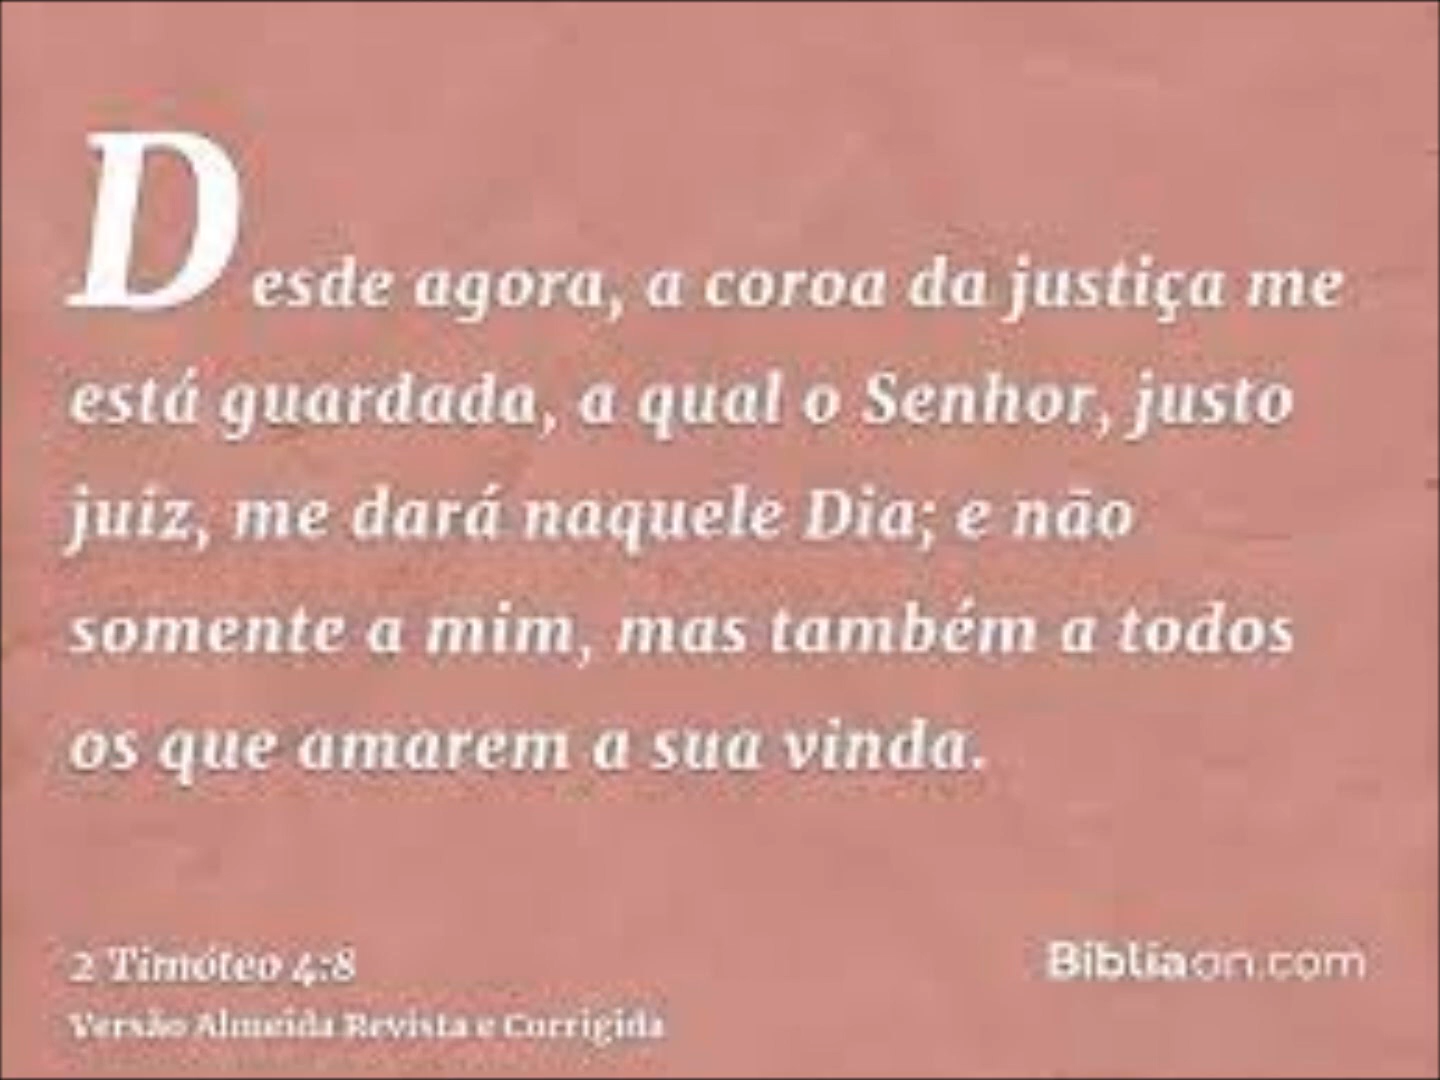 Desde agora, a coroa da justiça me
está guardada, a qual o Senhor, justo
juiz, me dará naquele Dia; e não
somente a mim, mas também a todos
os que amarem a sua vinda.
2 Timóteo 4:8
Versão Almeida Revista e Corrigida
Bibliaon.com